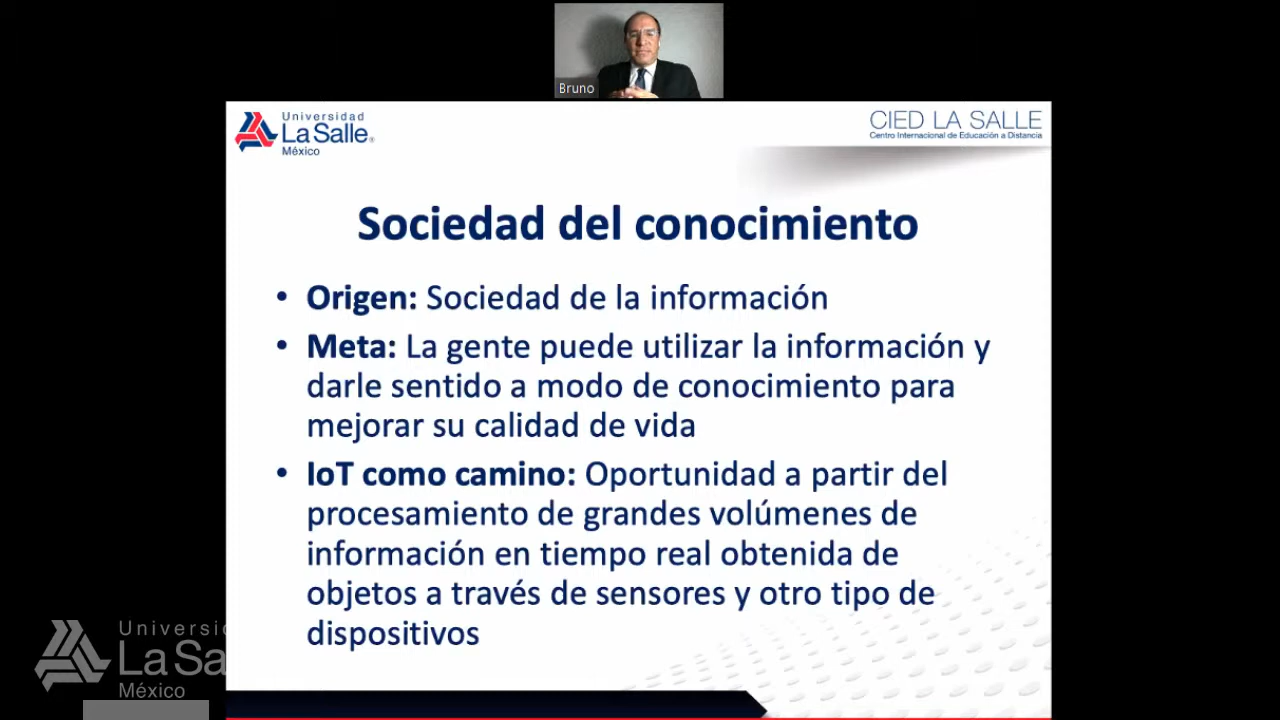 Bruno
Universidad
La Salle®
México
CIED LA SALLE
Centro Internacional de Educación a Distancia
Sociedad del conocimiento
• Origen: Sociedad de la información
• Meta: La gente puede utilizar la información y
darle sentido a modo de conocimiento para
mejorar su calidad de vida
• IoT como camino: Oportunidad a partir del
procesamiento de grandes volúmenes de
información en tiempo real obtenida de
objetos a través de sensores y otro tipo de
dispositivos
Universid
La Sa
México